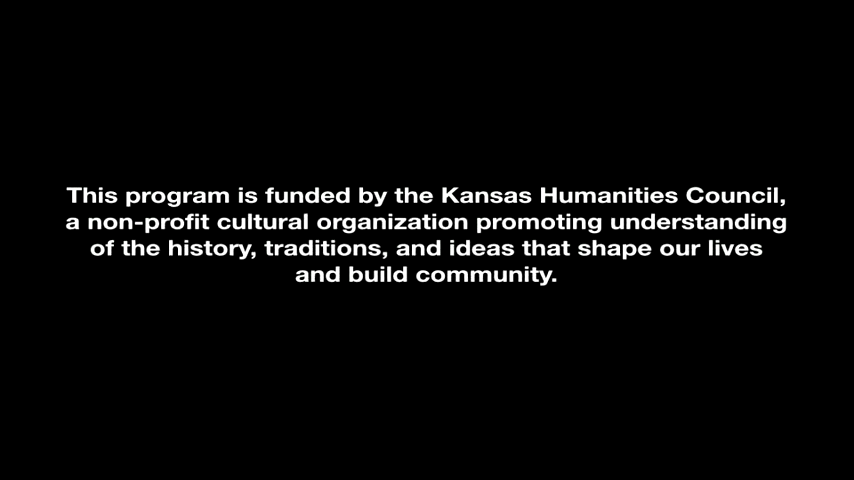 This program is funded by the Kansas Humanities Council,
a non-profit cultural organization promoting understanding
of the history, traditions, and ideas that shape our lives
and build community.